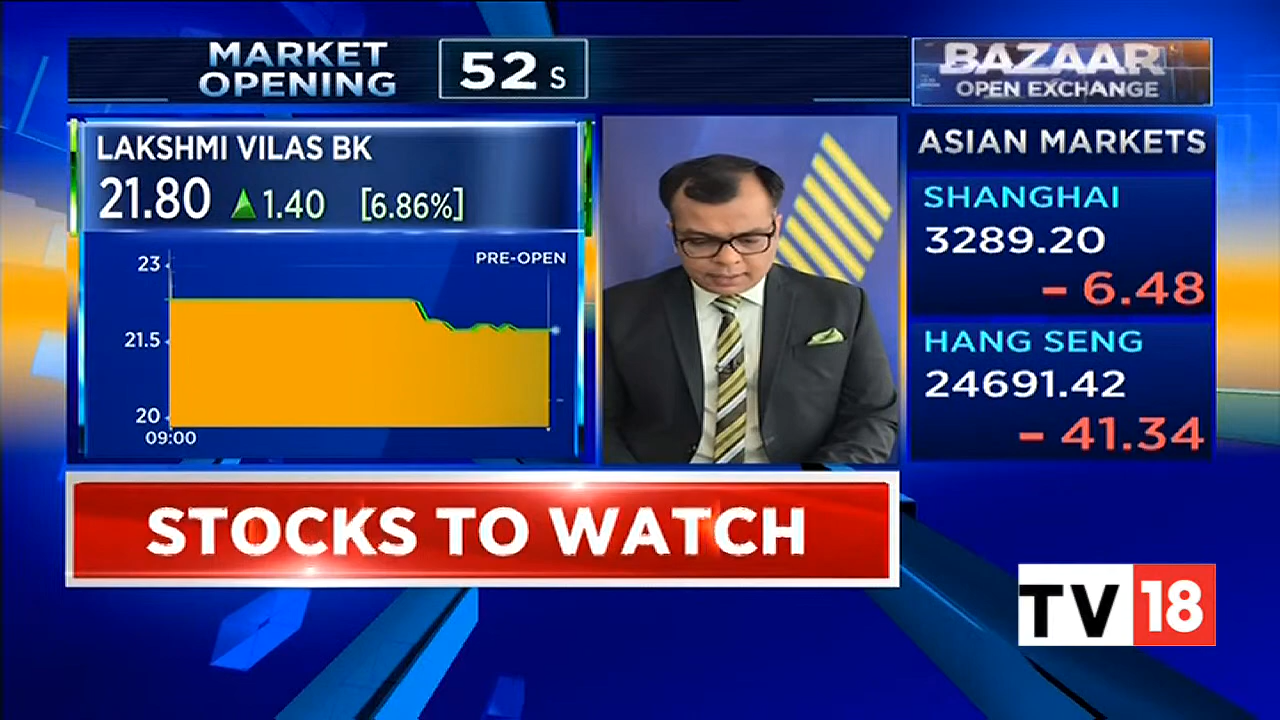 MARKET
OPENING
52 S
BAZAAR
OPEN EXCHANGE
LAKSHMI VILAS BK
21.80 ▲ 1.40 [6.86%]
PRE-OPEN
23
21.5
20
09:00
ASIAN MARKETS
SHANGHAI
3289.20
- 6.48
HANG SENG
24691.42
- 41.34
STOCKS TO WATCH
TV18